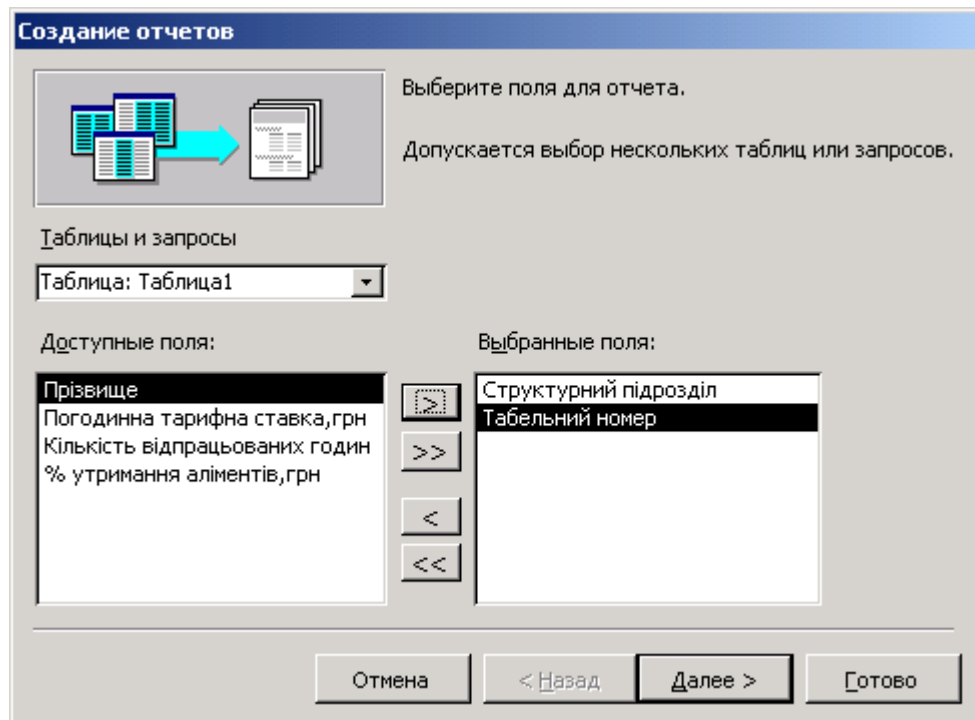 Создание отчетов
Выберите поля для отчета.
Допускается выбор нескольких таблиц или запросов.
Таблицы и запросы
Таблица: Таблица1
Доступные поля:
Выбранные поля:
Прізвище
Погодинна тарифна ставка,грн
Кількість відпрацьованих годин
% утримання аліментів,грн
>
>>
<
<<
Структурний підрозділ
Табельний номер
Отмена
< Назад
Далее >
Готово